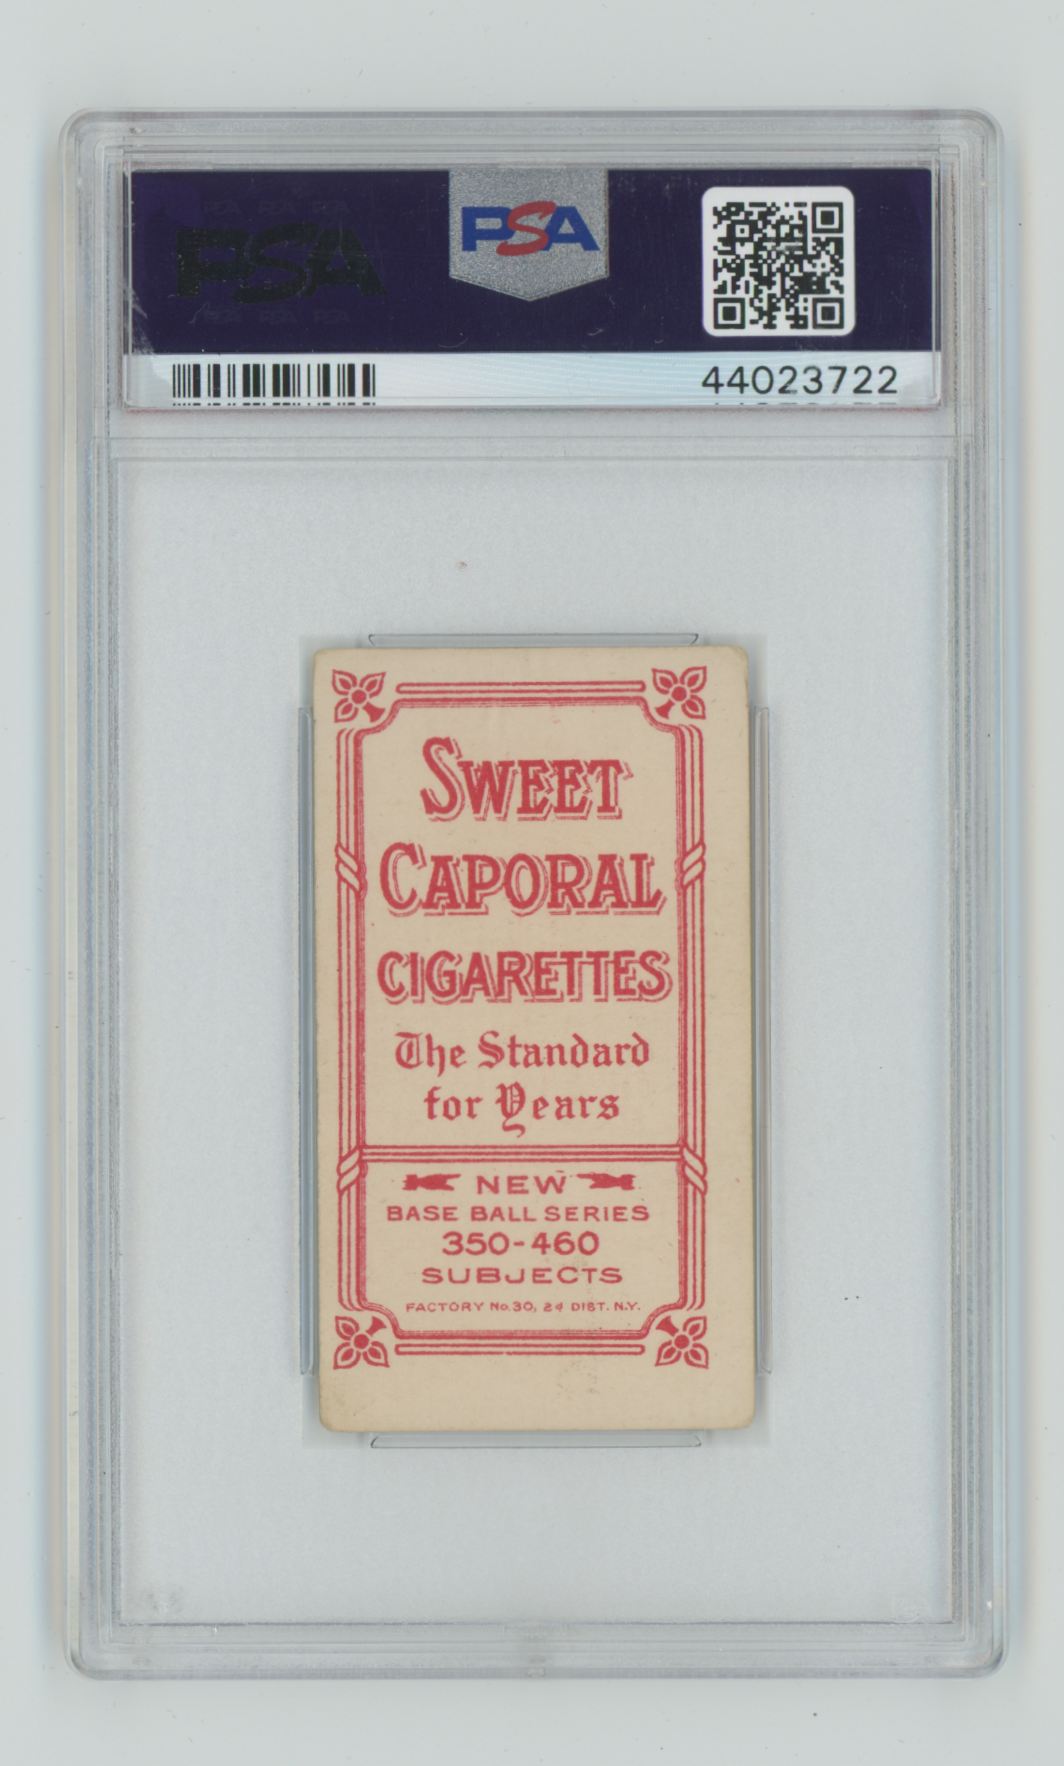 PSA
PSA
44023722
SWEET
CAPORAL
CIGARETTES
The Standard
for Years
NEW
BASE BALL SERIES
350-460
SUBJECTS
FACTORY No. 30, 2d DIST. N.Y.